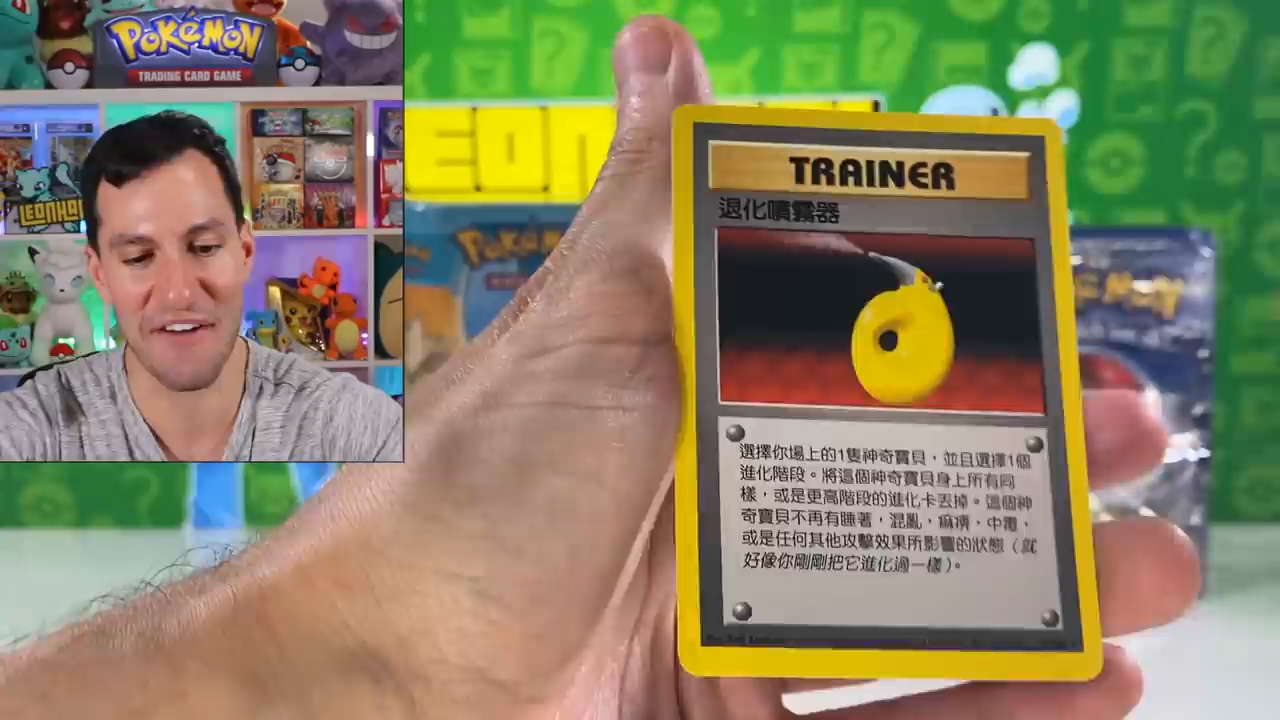 POKéMON
TRADING CARD GAME
LEONHA
EON
POKéM
TRAINER
退化噴霧器
選擇你場上的1隻神奇寶貝，並且選擇1個
進化階段。將這個神奇寶貝身上所有同
樣，或是更高階段的進化卡丟掉。這個神
奇寶貝不再有睡著，混亂，麻痹，中毒，
或是任何其他攻擊效果所影響的狀態（就
好像你剛剛把它進化過一樣）。